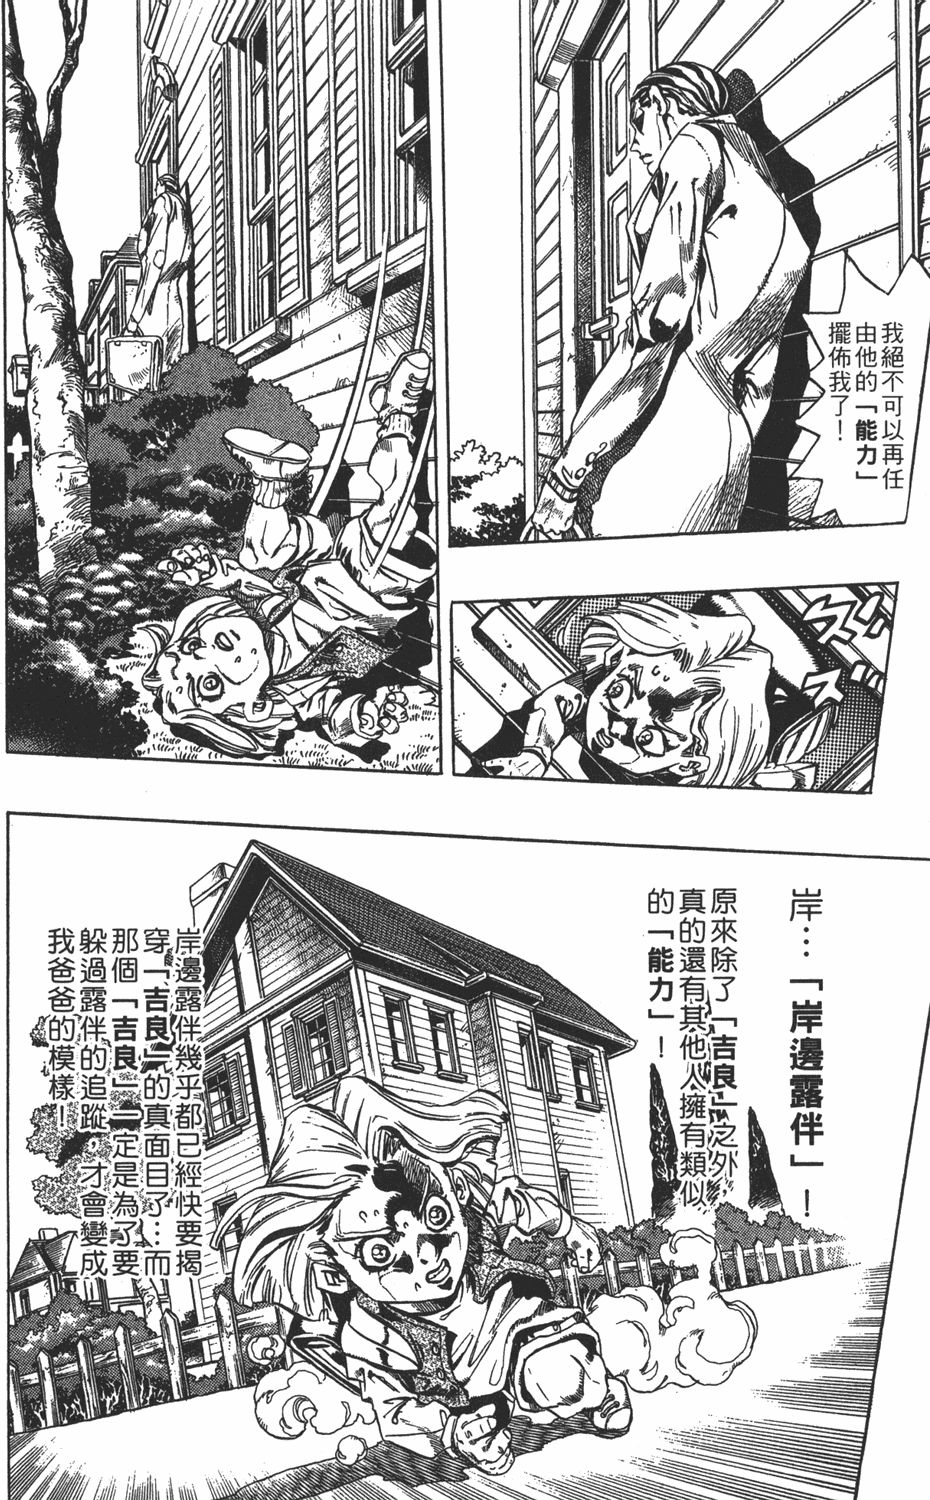 我絕不可以再任
由他的「能力」
擺佈我了！
ズズン
岸…「岸邊露伴」！
原來除了「吉良」之外，
真的還有其他人擁有類似
的「能力」！
岸邊露伴幾乎都已經快要揭
穿「吉良」的真面目了…而
那個「吉良」一定是為了要
躲過露伴的追蹤，才會變成
我爸爸的模樣！